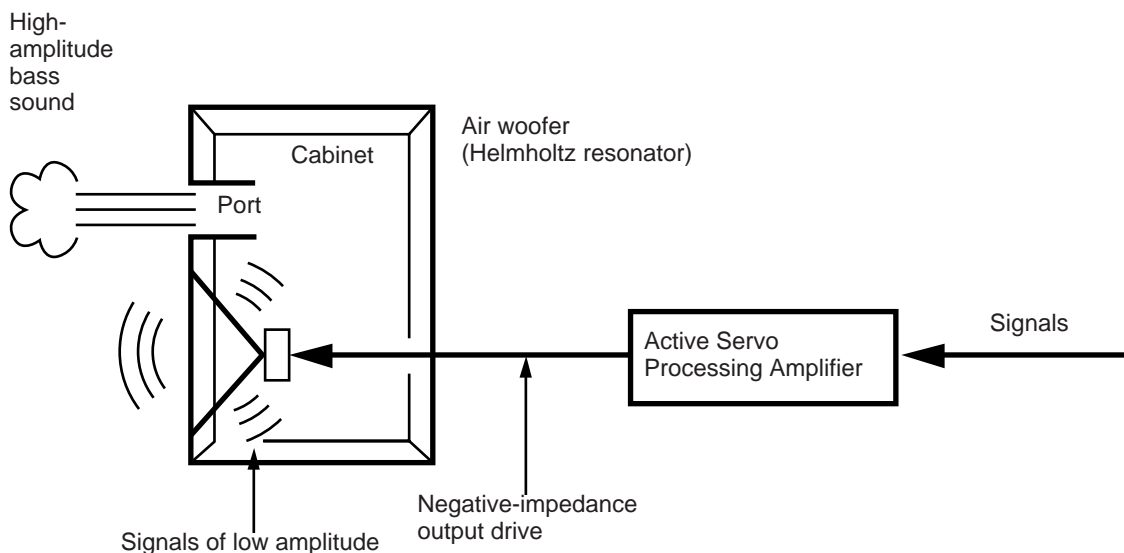 High-
amplitude
bass
sound
Air woofer
(Helmholtz resonator)
Cabinet
Port
Signals
Active Servo
Processing Amplifier
Negative-impedance
output drive
Signals of low amplitude